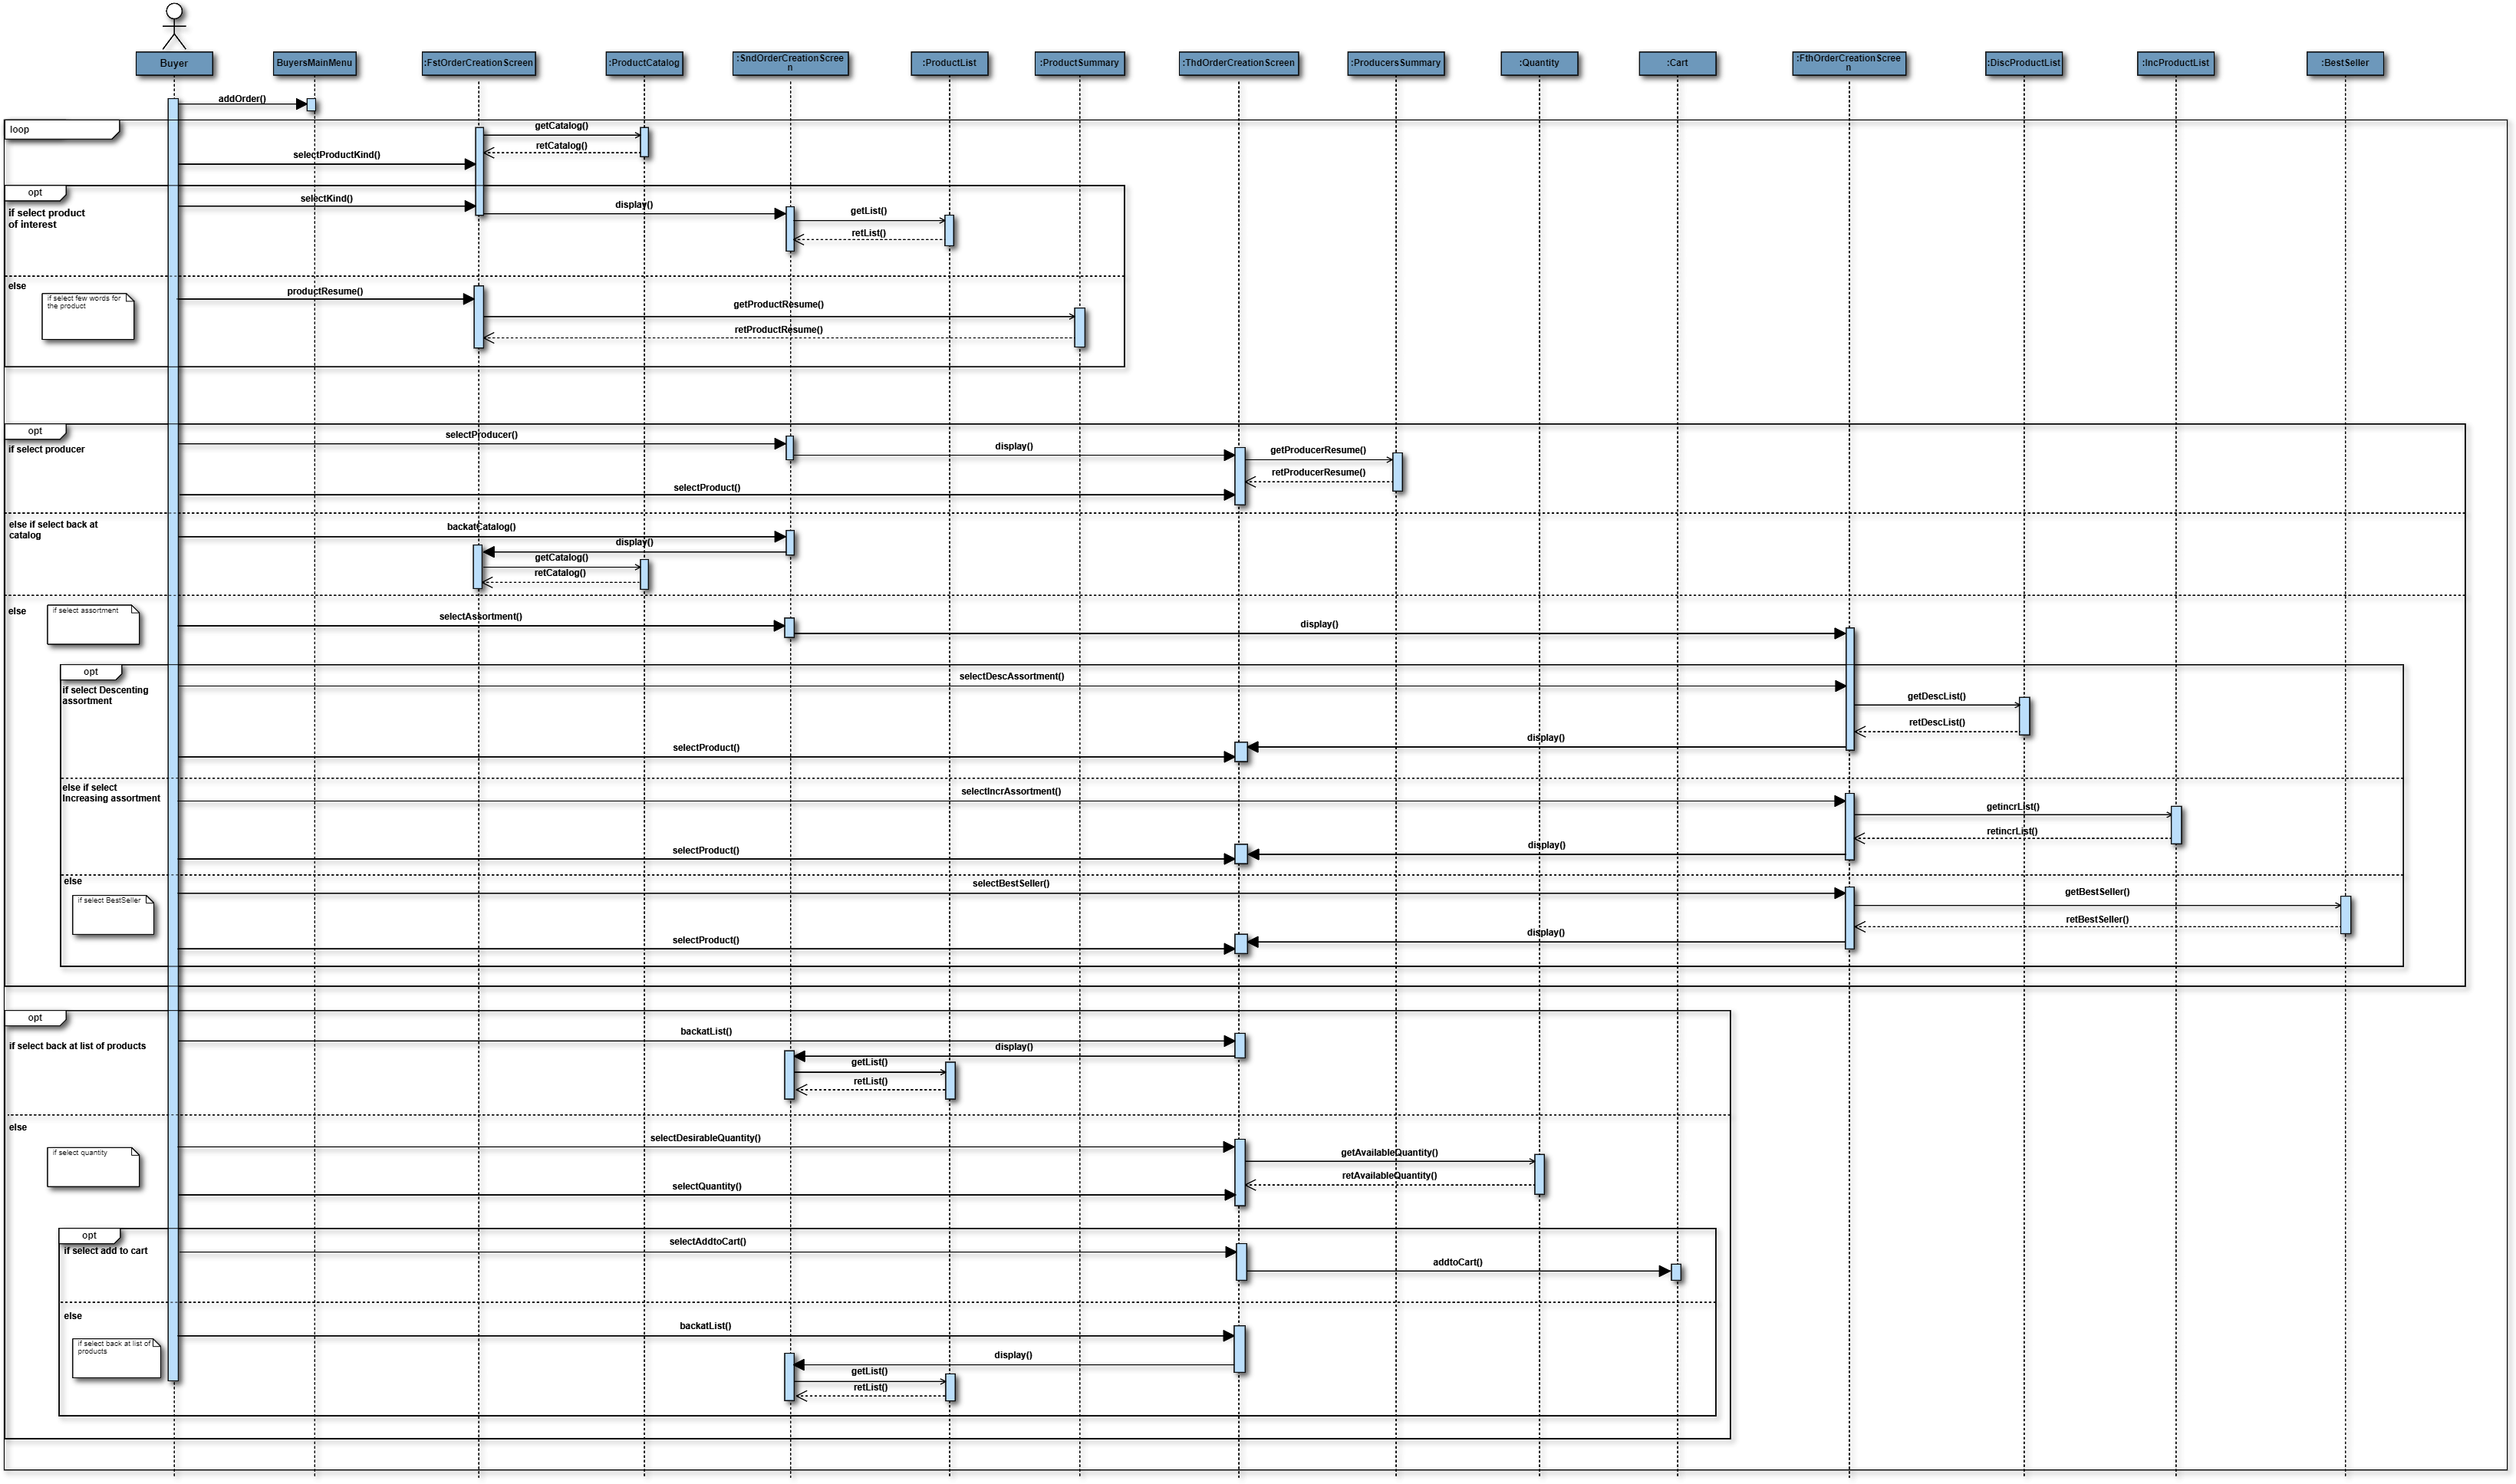 Buyer
BuyersMainMenu
:FstOrderCreationScreen
:ProductCatalog
:SndOrderCreationScree
n
:ProductList
:ProductSummary
:ThdOrderCreationScreen
:ProducersSummary
:Quantity
:Cart
:FthOrderCreationScree
n
:DiscProductList
:IncProductList
:BestSeller
addOrder()
loop
getCatalog()
retCatalog()
selectProductKind()
opt
if select product
of interest
selectKind()
display()
getList()
retList()
else
if select few words for
the product
productResume()
getProductResume()
retProductResume()
opt
if select producer
selectProducer()
display()
getProducerResume()
retProducerResume()
selectProduct()
else if select back at
catalog
backatCatalog()
display()
getCatalog()
retCatalog()
else
if select assortment
selectAssortment()
display()
opt
if select Descenting
assortment
selectDescAssortment()
getDescList()
retDescList()
display()
selectProduct()
else if select
Increasing assortment
selectIncrAssortment()
getincrList()
retincrList()
display()
selectProduct()
else
if select BestSeller
selectBestSeller()
getBestSeller()
retBestSeller()
display()
selectProduct()
opt
if select back at list of products
backatList()
display()
getList()
retList()
else
if select quantity
selectDesirableQuantity()
getAvailableQuantity()
retAvailableQuantity()
selectQuantity()
opt
if select add to cart
selectAddtoCart()
addtoCart()
else
if select back at list of
products
backatList()
display()
getList()
retList()